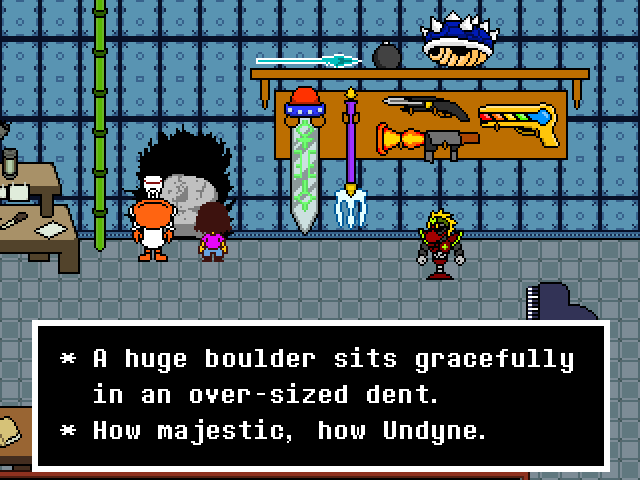 * A huge boulder sits gracefully
in an over-sized dent.
* How majestic, how Undyne.